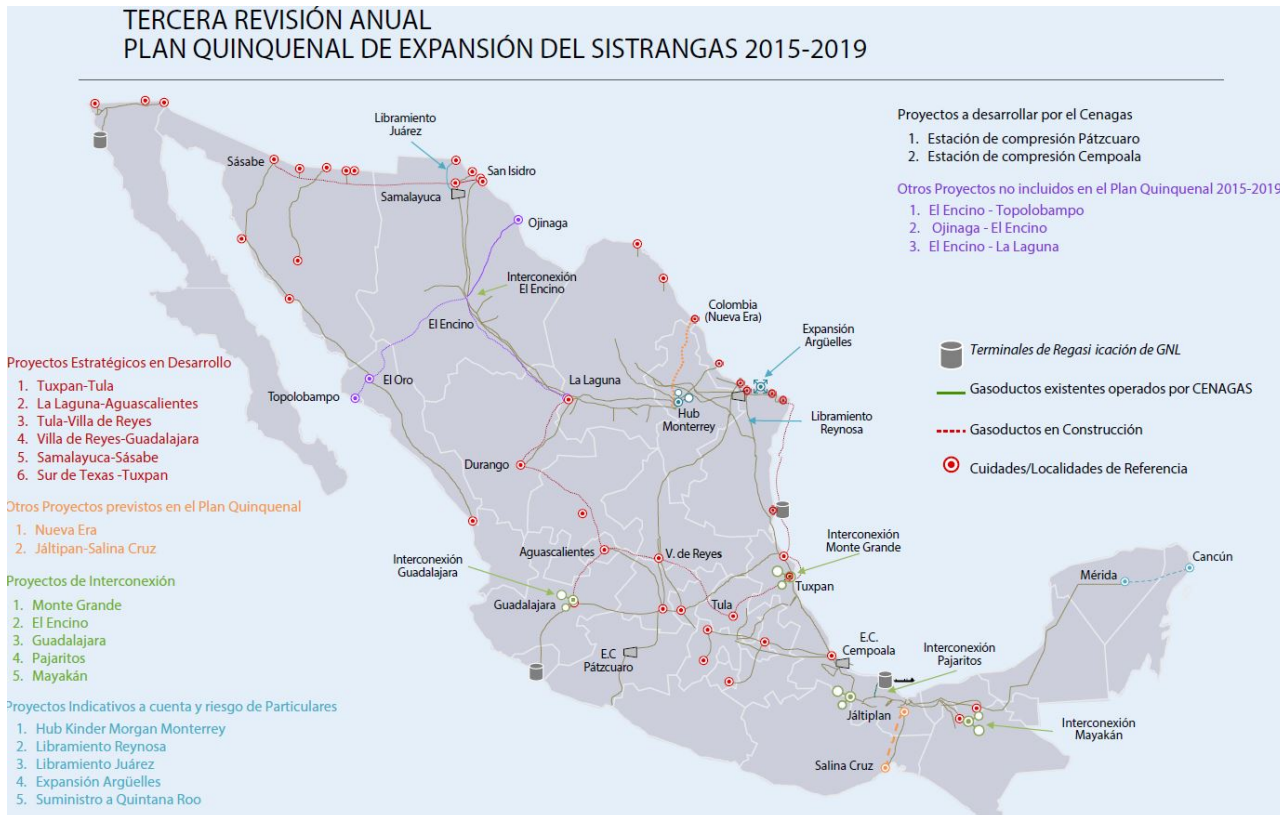 TERCERA REVISIÓN ANUAL
PLAN QUINQUENAL DE EXPANSIÓN DEL SISTRANGAS 2015-2019
Proyectos a desarrollar por el Cenagas
1. Estación de compresión Pátzcuaro
2. Estación de compresión Cempoala
Otros Proyectos no incluidos en el Plan Quinquenal 2015-2019
1. El Encino - Topolobampo
2. Ojinaga - El Encino
3. El Encino - La Laguna
Terminales de Regasi icación de GNL
Gasoductos existentes operados por CENAGAS
Gasoductos en Construcción
Cuidades/Localidades de Referencia
Libramiento
Juárez
Sásabe
San Isidro
Samalayuca
Ojinaga
Interconexión
El Encino
El Encino
Colombia
(Nueva Era)
Expansión
Argüelles
El Oro
Topolobampo
La Laguna
Hub
Monterrey
Libramiento
Reynosa
Durango
Aguascalientes
V. de Reyes
Interconexión
Guadalajara
Interconexión
Monte Grande
Guadalajara
Tula
Tuxpan
Mérida
Cancún
E.C
Pátzcuaro
E.C.
Cempoala
Interconexión
Pajaritos
Jáltiplan
Interconexión
Mayakán
Salina Cruz
Proyectos Estratégicos en Desarrollo
1. Tuxpan-Tula
2. La Laguna-Aguascalientes
3. Tula-Villa de Reyes
4. Villa de Reyes-Guadalajara
5. Samalayuca-Sásabe
6. Sur de Texas -Tuxpan
Otros Proyectos previstos en el Plan Quinquenal
1. Nueva Era
2. Jáltipan-Salina Cruz
Proyectos de Interconexión
1. Monte Grande
2. El Encino
3. Guadalajara
4. Pajaritos
5. Mayakán
Proyectos Indicativos a cuenta y riesgo de Particulares
1. Hub Kinder Morgan Monterrey
2. Libramiento Reynosa
3. Libramiento Juárez
4. Expansión Argüelles
5. Suministro a Quintana Roo